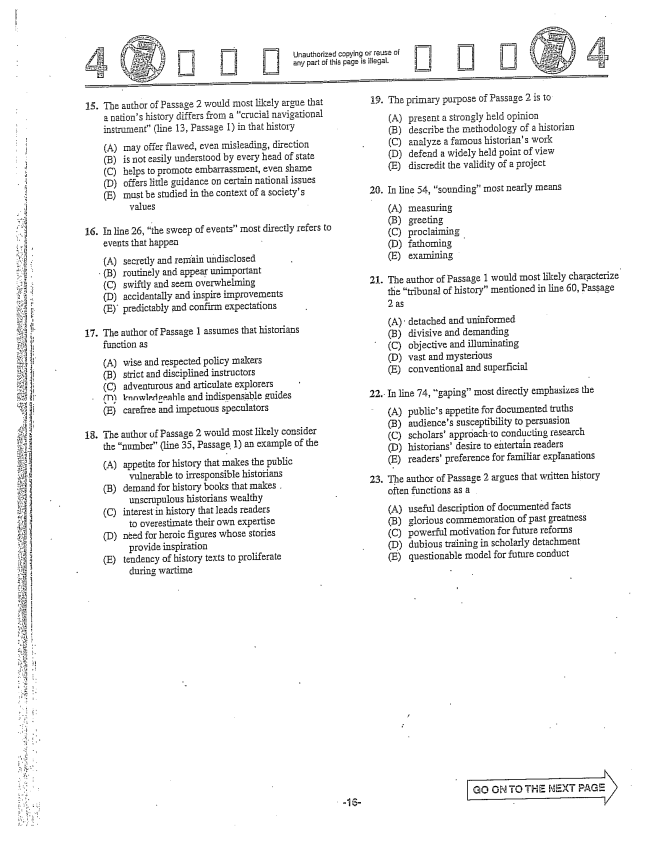 4
Unauthorized copying or reuse of
any part of this page is illegal.
4
15. The author of Passage 2 would most likely argue that
a nation's history differs from a "crucial navigational
instrument" (line 13, Passage 1) in that history
(A) may offer flawed, even misleading, direction
(B) is not easily understood by every head of state
(C) helps to promote embarrassment, even shame
(D) offers little guidance on certain national issues
(E) must be studied in the context of a society's
values
16. In line 26, "the sweep of events" most directly refers to
events that happen
(A) secretly and remain undisclosed
(B) routinely and appear unimportant
(C) swiftly and seem overwhelming
(D) accidentally and inspire improvements
(E) predictably and confirm expectations
17. The author of Passage 1 assumes that historians
function as
(A) wise and respected policy makers
(B) strict and disciplined instructors
(C) adventurous and articulate explorers
(D) knowledgeable and indispensable guides
(E) carefree and impetuous speculators
18. The author of Passage 2 would most likely consider
the "number" (line 35, Passage 1) an example of the
(A) appetite for history that makes the public
vulnerable to irresponsible historians
(B) demand for history books that makes
unscrupulous historians wealthy
(C) interest in history that leads readers
to overestimate their own expertise
(D) need for heroic figures whose stories
provide inspiration
(E) tendency of history texts to proliferate
during wartime
19. The primary purpose of Passage 2 is to
(A) present a strongly held opinion
(B) describe the methodology of a historian
(C) analyze a famous historian's work
(D) defend a widely held point of view
(E) discredit the validity of a project
20. In line 54, "sounding" most nearly means
(A) measuring
(B) greeting
(C) proclaiming
(D) fathoming
(E) examining
21. The author of Passage 1 would most likely characterize
the "tribunal of history" mentioned in line 60, Passage
2 as
(A) detached and uninformed
(B) divisive and demanding
(C) objective and illuminating
(D) vast and mysterious
(E) conventional and superficial
22. In line 74, "gaping" most directly emphasizes the
(A) public's appetite for documented truths
(B) audience's susceptibility to persuasion
(C) scholars' approach to conducting research
(D) historians' desire to entertain readers
(E) readers' preference for familiar explanations
23. The author of Passage 2 argues that written history
often functions as a
(A) useful description of documented facts
(B) glorious commemoration of past greatness
(C) powerful motivation for future reforms
(D) dubious training in scholarly detachment
(E) questionable model for future conduct
GO ON TO THE NEXT PAGE
-16-